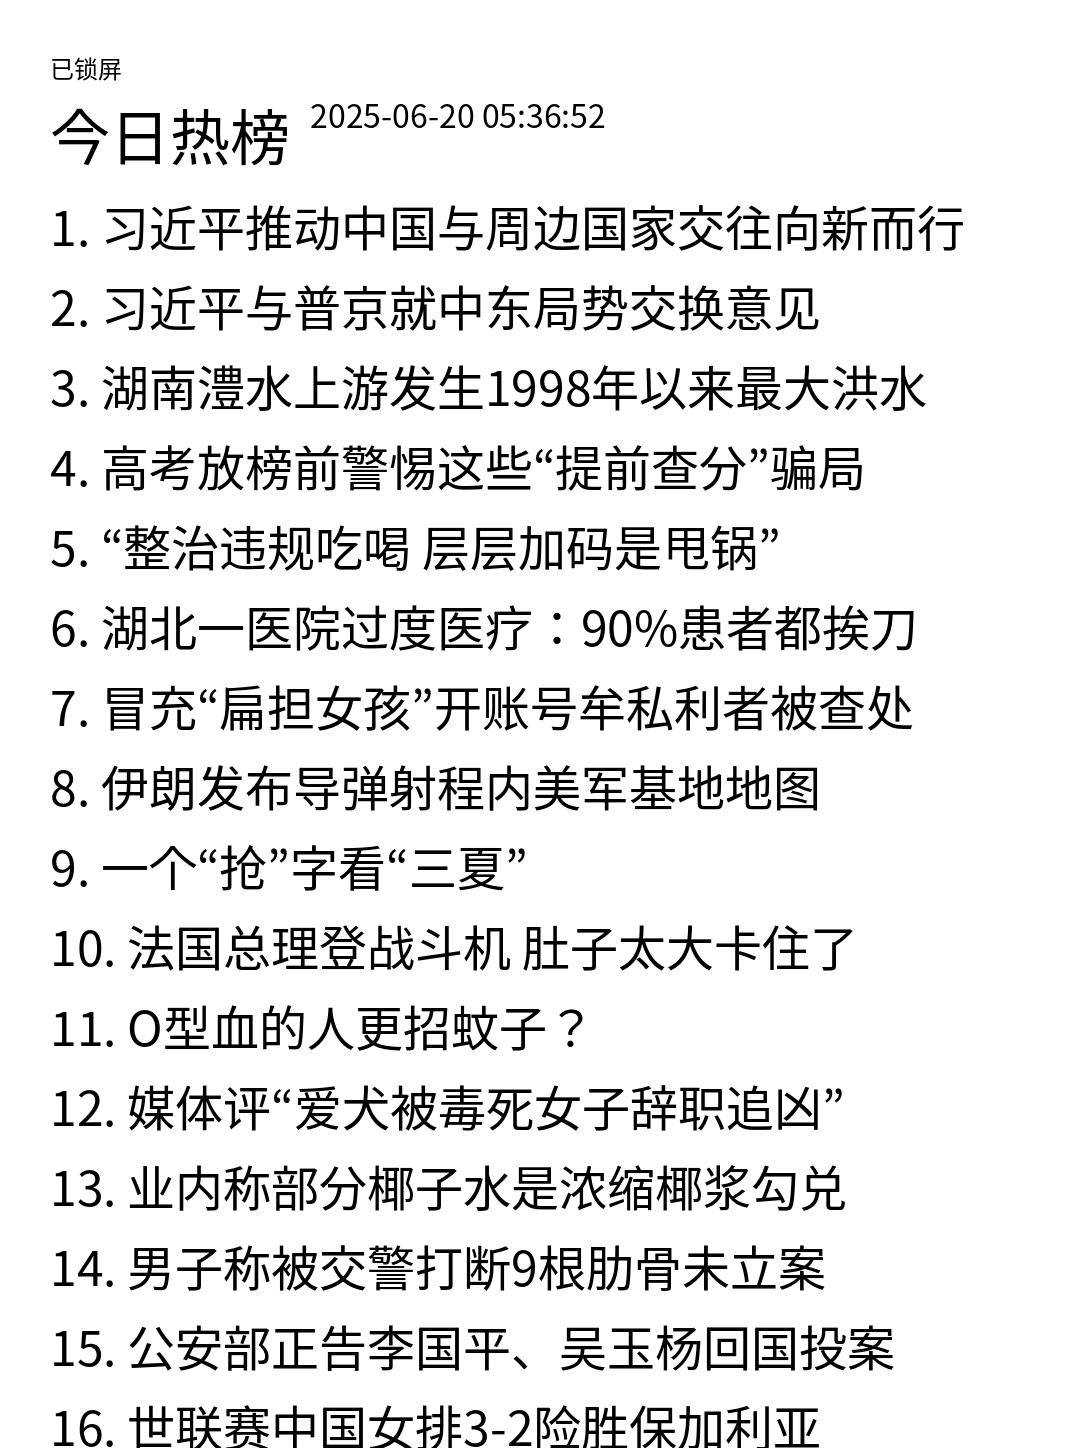 已锁屏
今日热榜 2025-06-20 05:36:52
1. 习近平推动中国与周边国家交往向新而行
2. 习近平与普京就中东局势交换意见
3. 湖南澧水上游发生1998年以来最大洪水
4. 高考放榜前警惕这些“提前查分”骗局
5. “整治违规吃喝 层层加码是甩锅”
6. 湖北一医院过度医疗：90%患者都挨刀
7. 冒充“扁担女孩”开账号牟私利者被查处
8. 伊朗发布导弹射程内美军基地地图
9. 一个“抢”字看“三夏”
10. 法国总理登战斗机 肚子太大卡住了
11. O型血的人更招蚊子？
12. 媒体评“爱犬被毒死女子辞职追凶”
13. 业内称部分椰子水是浓缩椰浆勾兑
14. 男子称被交警打断9根肋骨未立案
15. 公安部正告李国平、吴玉杨回国投案
16. 世联赛中国女排3-2险胜保加利亚